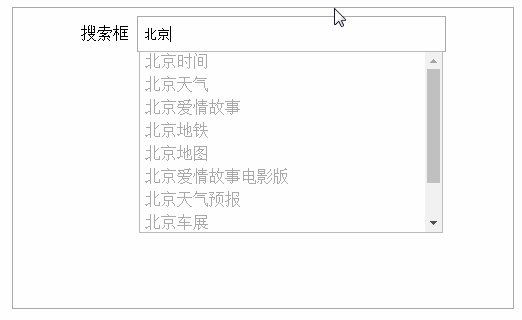 搜索框 北京
北京时间
北京天气
北京爱情故事
北京地铁
北京地图
北京爱情故事电影版
北京天气预报
北京车展